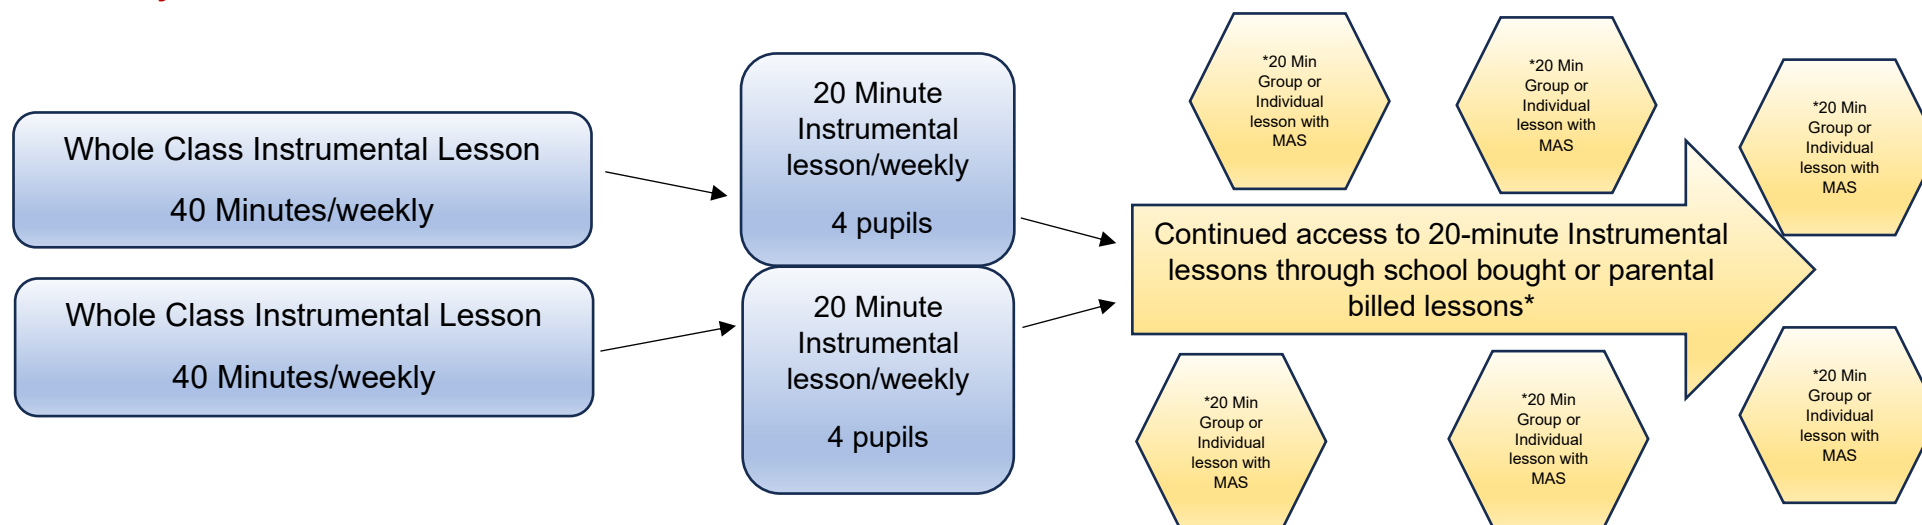 Whole Class Instrumental Lesson
40 Minutes/weekly
Whole Class Instrumental Lesson
40 Minutes/weekly
20 Minute
Instrumental
lesson/weekly
4 pupils
20 Minute
Instrumental
lesson/weekly
4 pupils
*20 Min
Group or
Individual
lesson with
MAS
*20 Min
Group or
Individual
lesson with
MAS
*20 Min
Group or
Individual
lesson with
MAS
Continued access to 20-minute Instrumental
lessons through school bought or parental
billed lessons*
*20 Min
Group or
Individual
lesson with
MAS
*20 Min
Group or
Individual
lesson with
MAS
*20 Min
Group or
Individual
lesson with
MAS